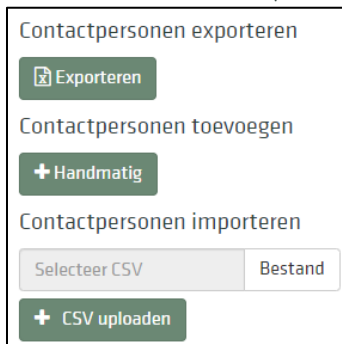 Contactpersonen exporteren
Exporteren
Contactpersonen toevoegen
+ Handmatig
Contactpersonen importeren
Selecteer CSV Bestand
+ CSV uploaden